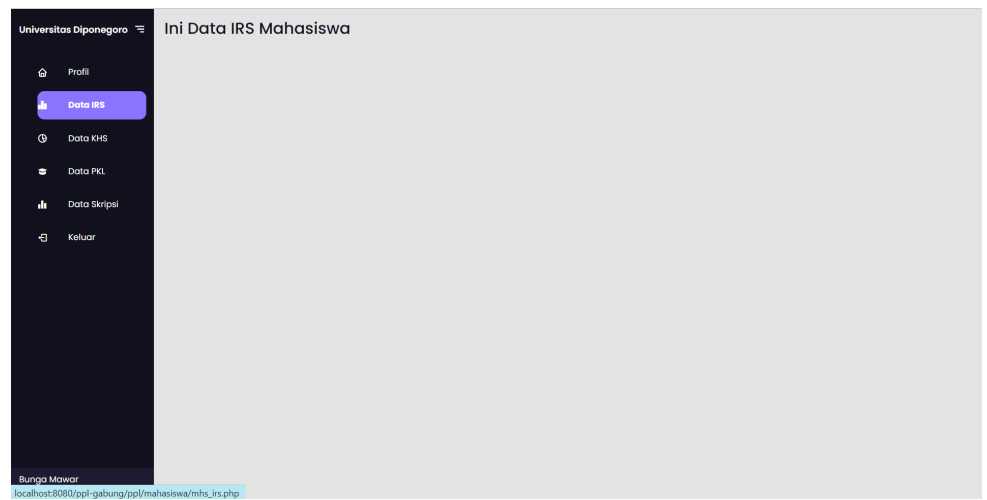 Universitas Diponegoro
Ini Data IRS Mahasiswa
Profil
Data IRS
Data KHS
Data PKL
Data Skripsi
Keluar
Bunga Mawar
localhost:8080/ppl-gabung/ppl/mahasiswa/mhs_irs.php